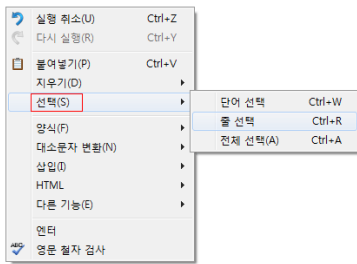 실행 취소(U) Ctrl+Z
다시 실행(R) Ctrl+Y
붙여넣기(P) Ctrl+V
지우기(D)
선택(S)
단어 선택 Ctrl+W
줄 선택 Ctrl+R
전체 선택(A) Ctrl+A
양식(F)
대소문자 변환(N)
삽입(I)
HTML
다른 기능(E)
엔터
ABC 영문 철자 검사